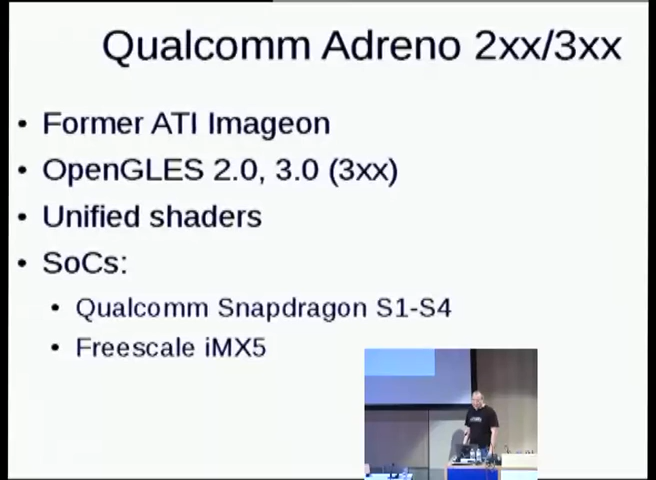 Qualcomm Adreno 2xx/3xx
• Former ATI Imageon
• OpenGLES 2.0, 3.0 (3xx)
• Unified shaders
• SoCs:
• Qualcomm Snapdragon S1-S4
• Freescale iMX5